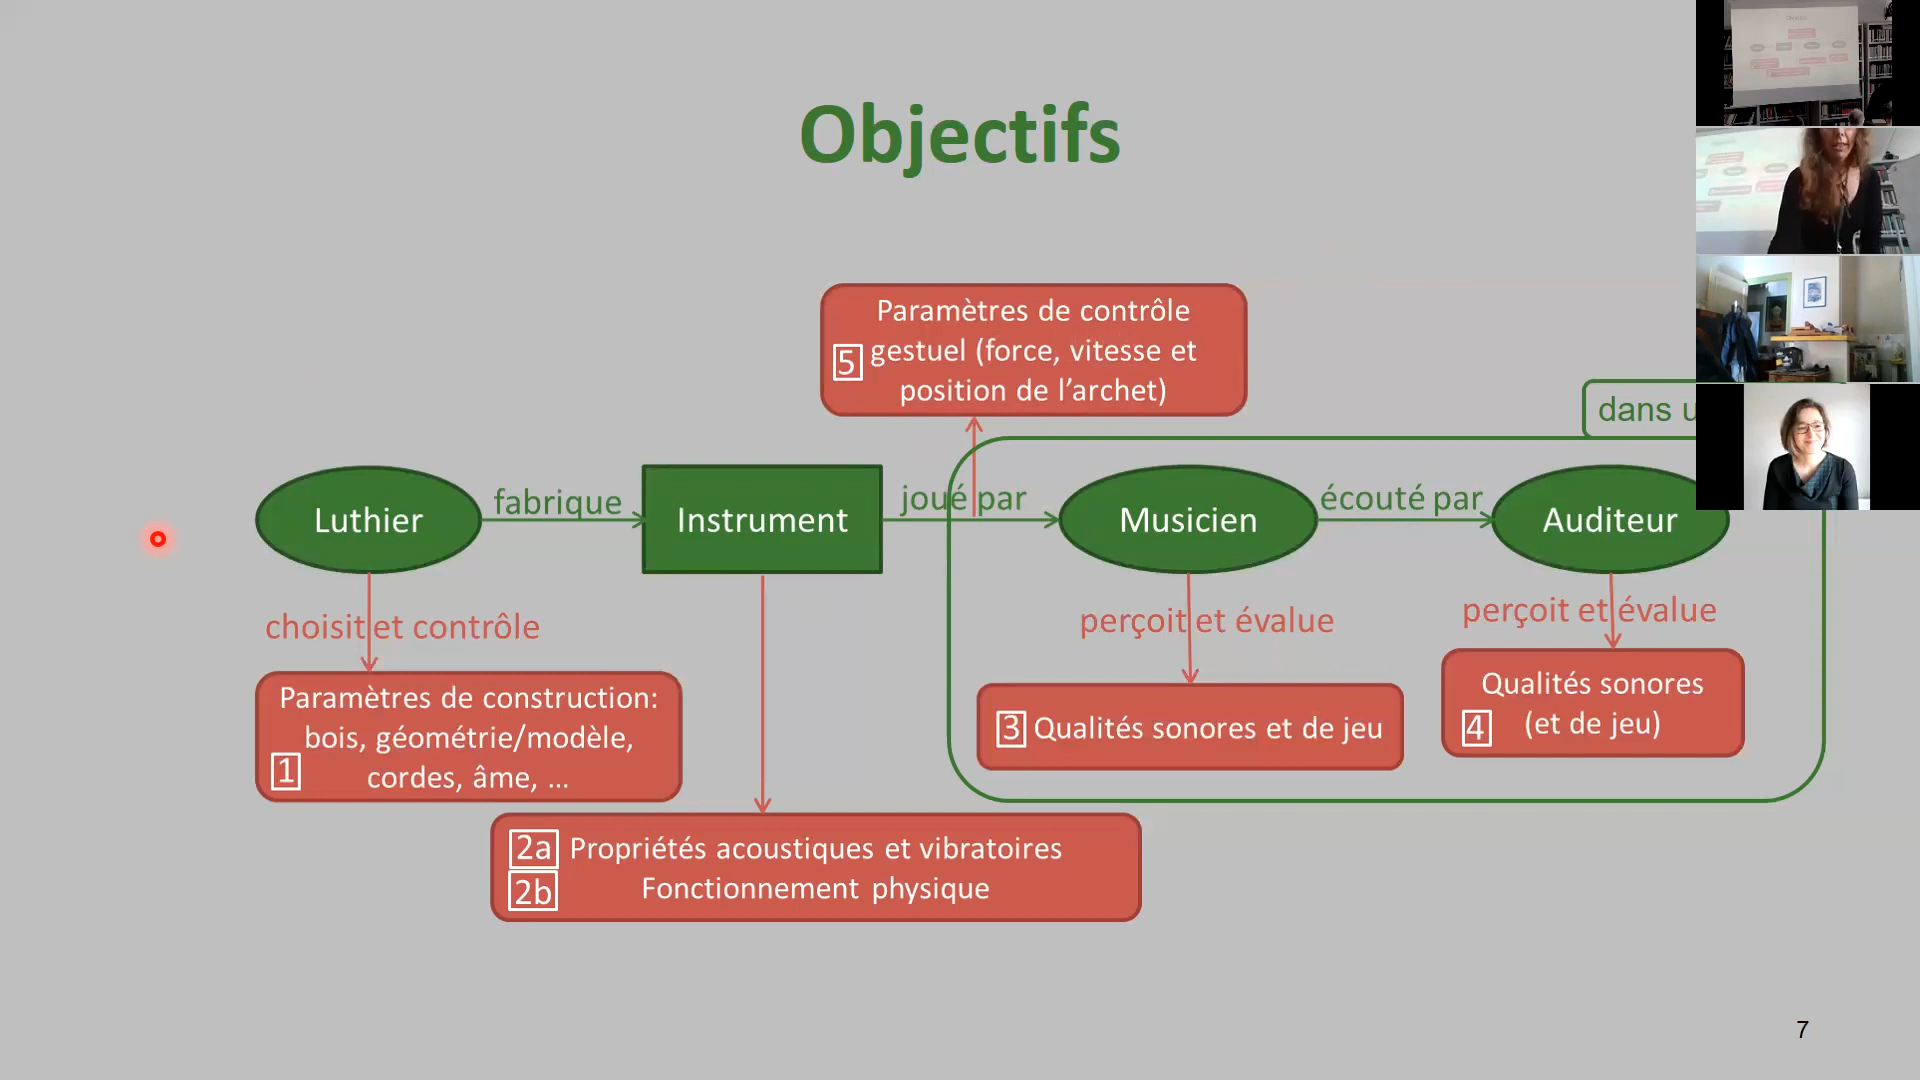 Objectifs
Paramètres de contrôle
5 gestuel (force, vitesse et
position de l'archet)
dans
Luthier
fabrique
Instrument
joué par
Musicien
écouté par
Auditeur
choisit et contrôle
perçoit et évalue
perçoit et évalue
Paramètres de construction:
bois, géométrie/modèle,
1 cordes, âme, ...
3 Qualités sonores et de jeu
Qualités sonores
4 (et de jeu)
2a Propriétés acoustiques et vibratoires
2b Fonctionnement physique
7